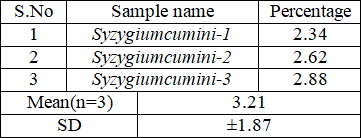 S.No Sample name Percentage
1 Syzygiumcumini-1 2.34
2 Syzygiumcumini-2 2.62
3 Syzygiumcumini-3 2.88
Mean(n=3) 3.21
SD ±1.87